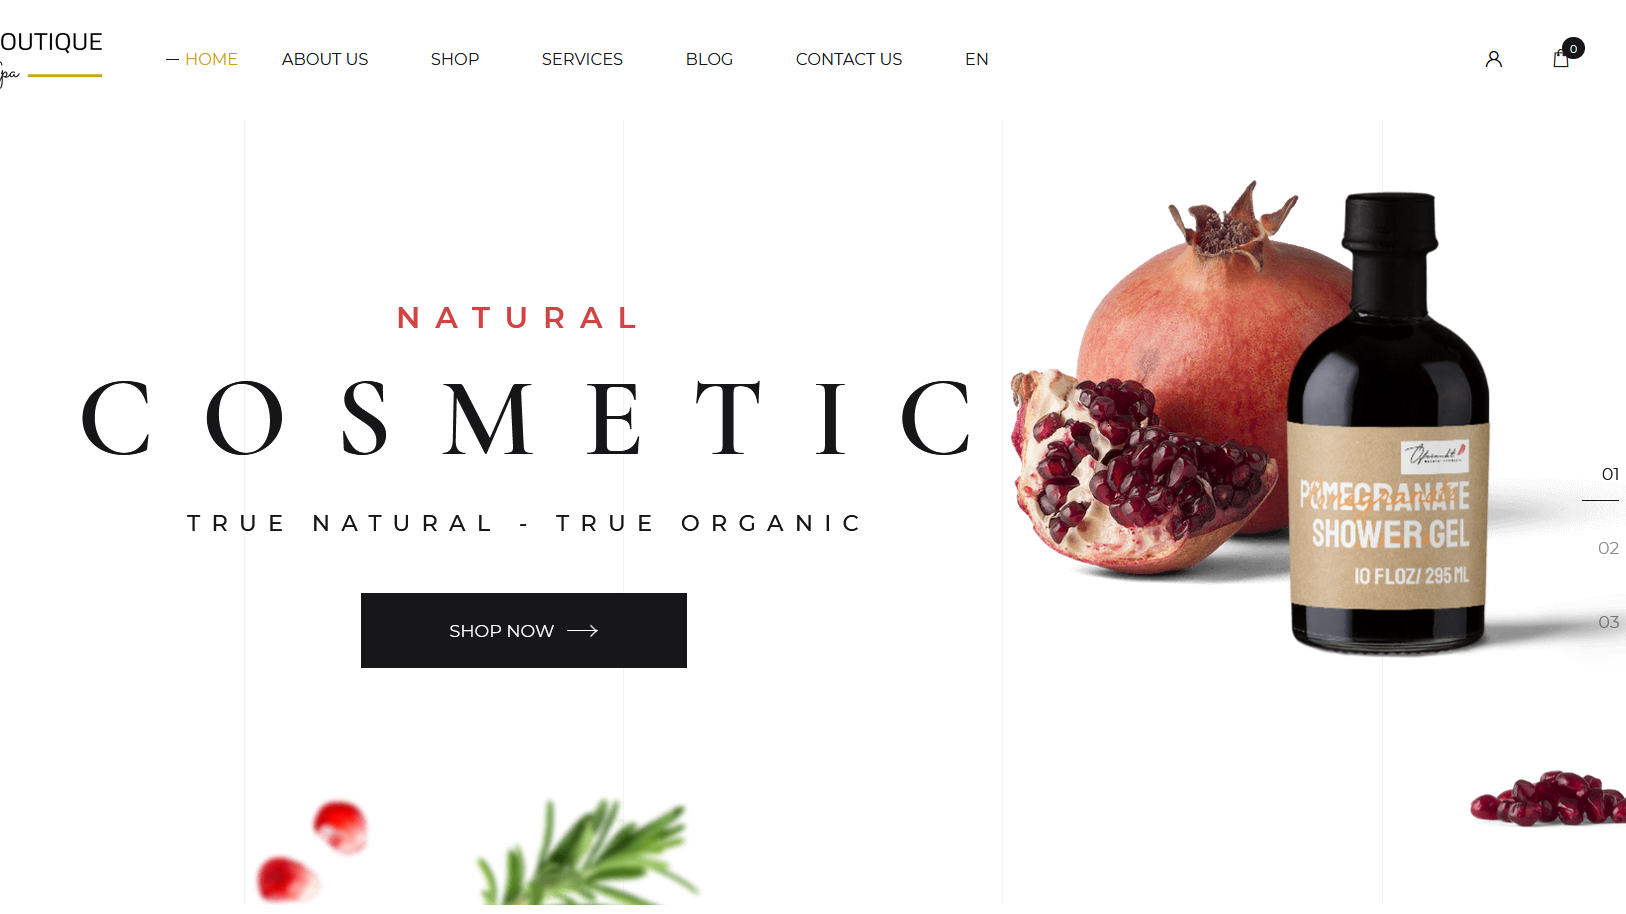 OUTIQUE
Spa
HOME ABOUT US SHOP SERVICES BLOG CONTACT US EN
0
NATURAL
COSMETIC
TRUE NATURAL - TRUE ORGANIC
SHOP NOW
POMEGRANATE
SHOWER GEL
10 FLOZ/ 295 ML
01
02
03